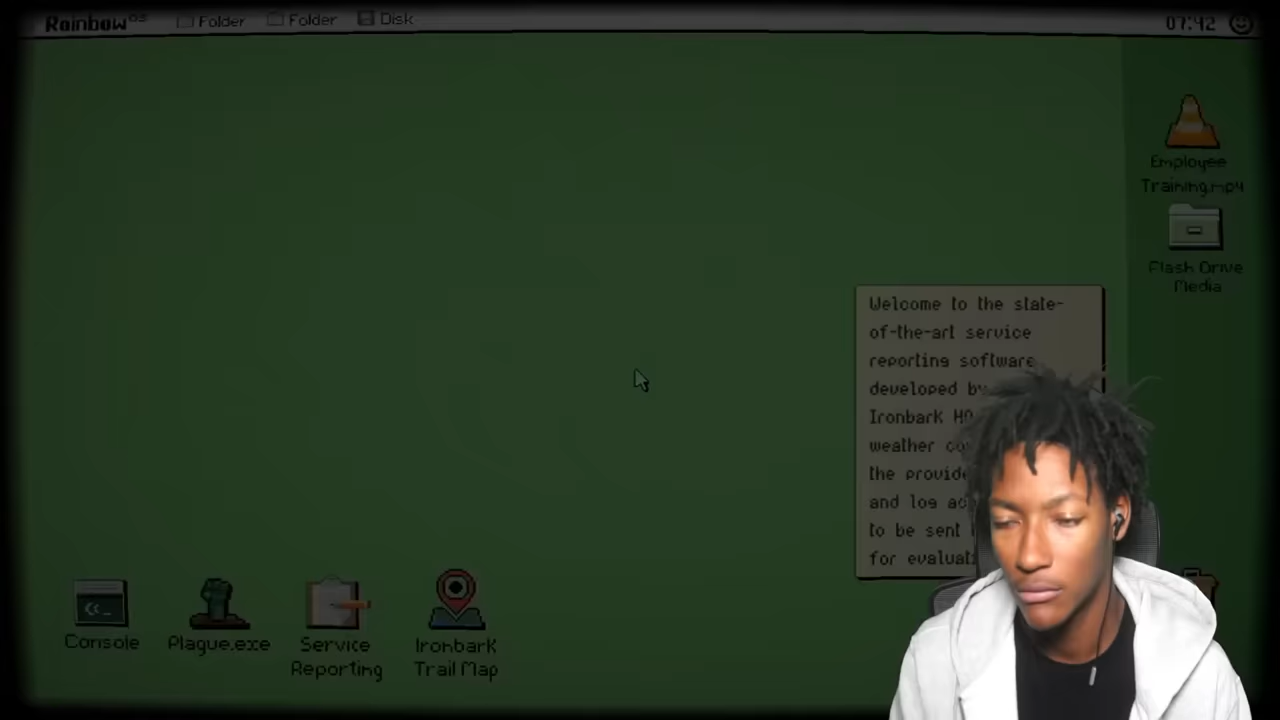 Rainbow OS Folder Folder Disk 07:42
Employee
Training.mp4
Flash Drive
Media
Welcome to the state-
of-the-art service
reporting software
developed by
Ironbark HQ
weather
the provide
and log
to be sent
for
Console
Plague.exe
Service
Reporting
Ironbark
Trail Map